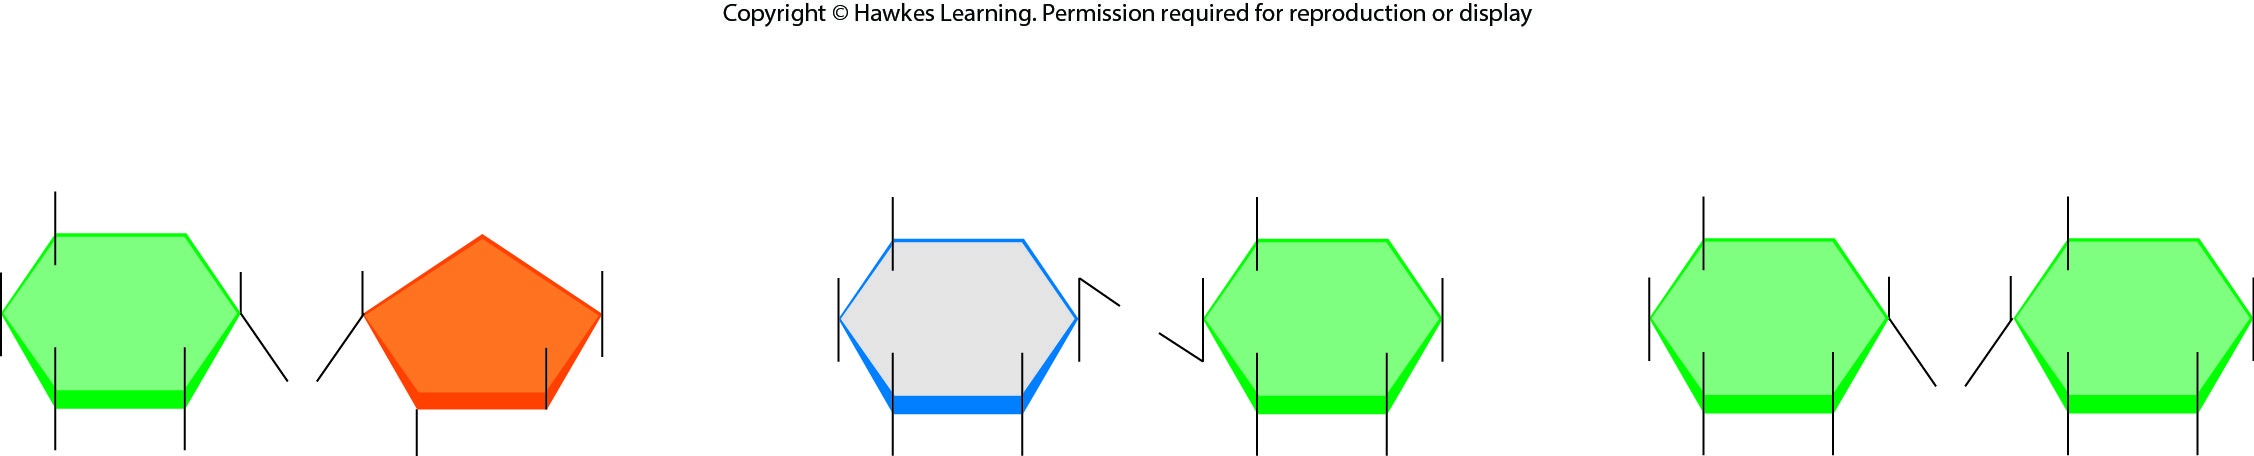 Copyright © Hawkes Learning. Permission required for reproduction or display